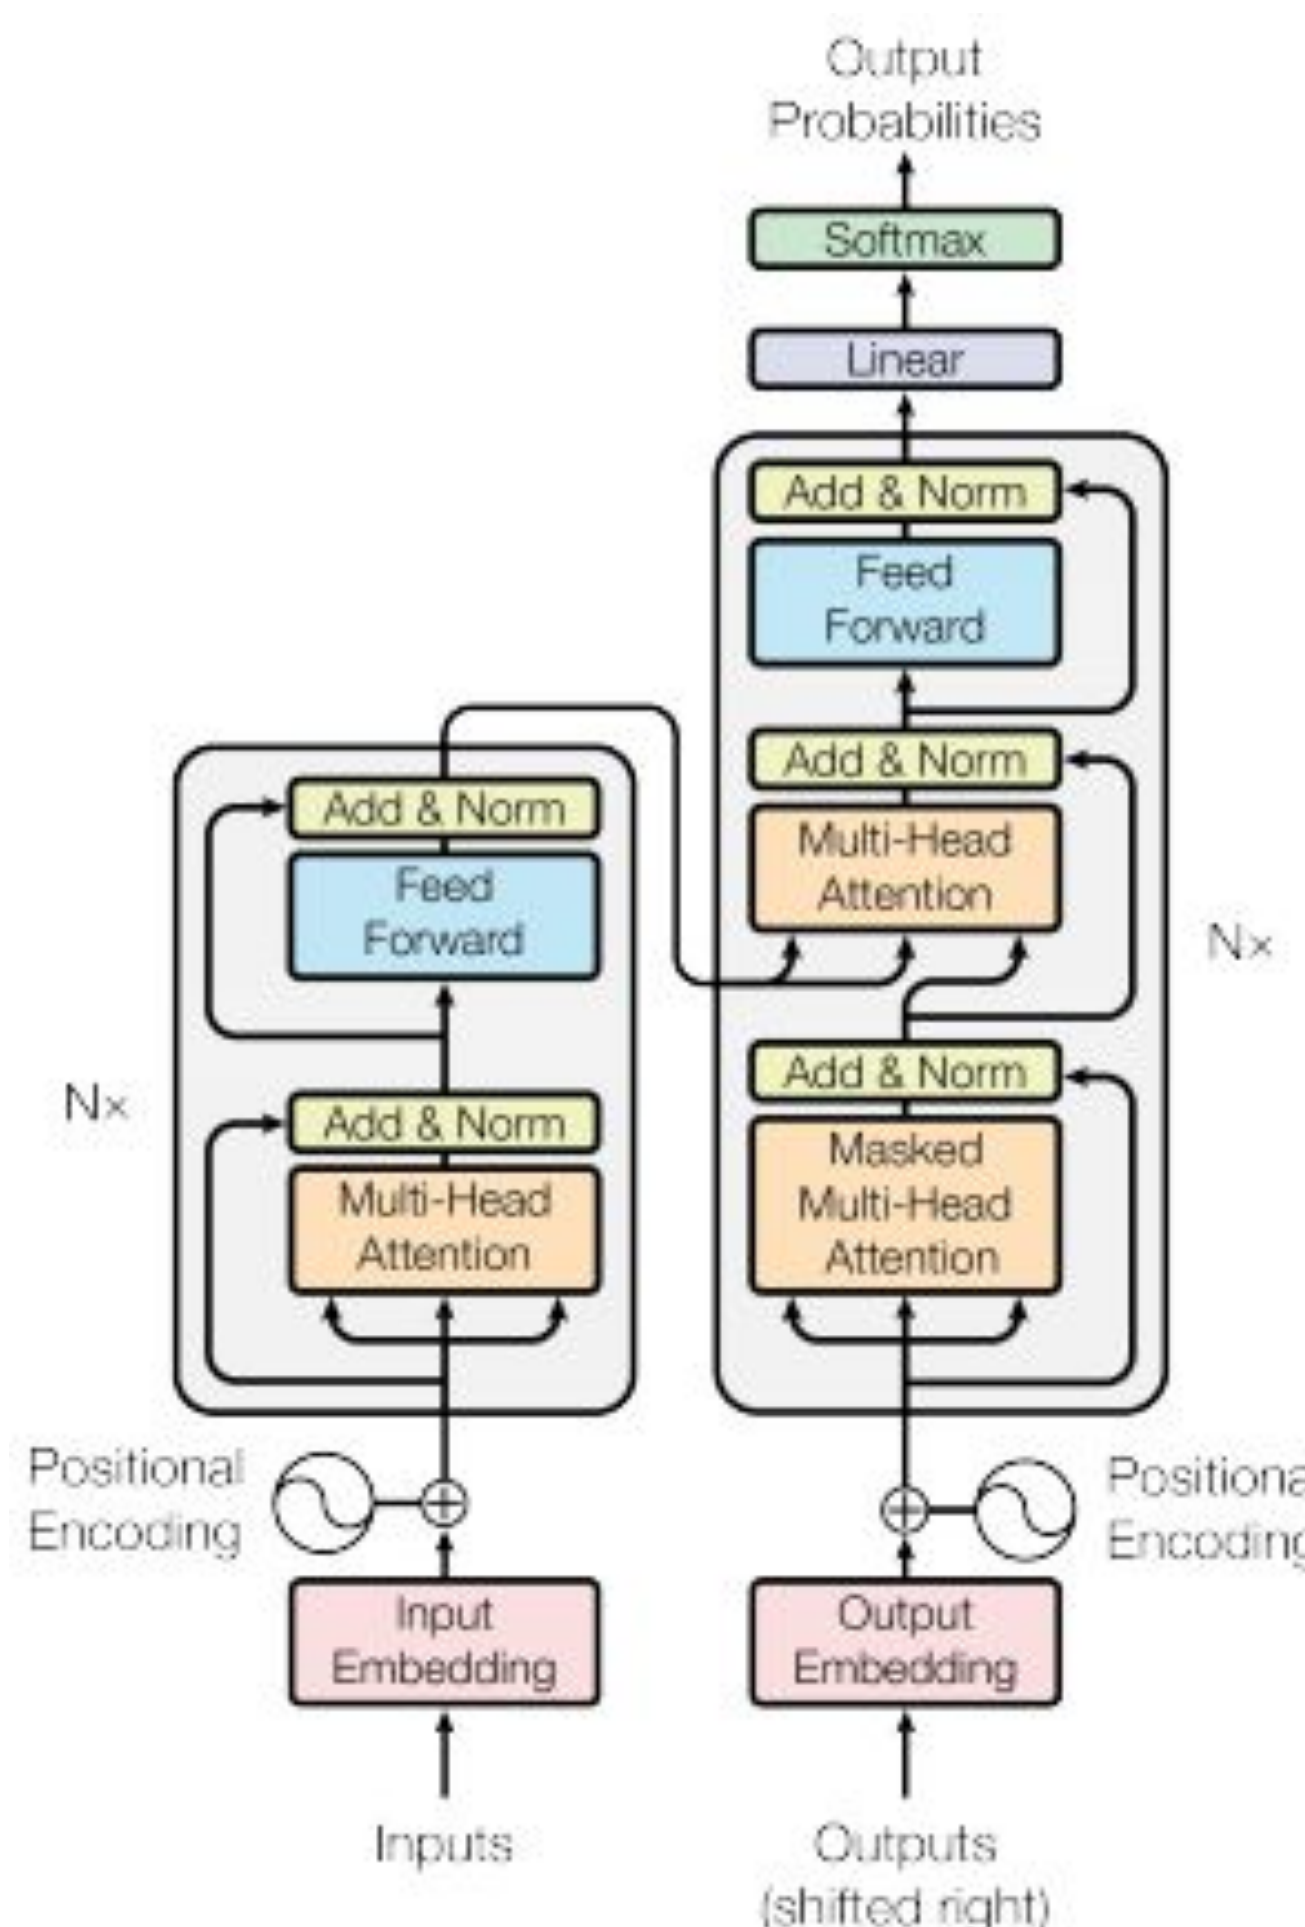 Output
Probabilities
Softmax
Linear
Add & Norm
Feed
Forward
Add & Norm
Multi-Head
Attention
Add & Norm
Masked
Multi-Head
Attention
Nx
Add & Norm
Feed
Forward
Add & Norm
Multi-Head
Attention
Nx
Positional
Encoding
Input
Embedding
Inputs
Positiona
Encoding
Output
Embedding
Outputs
(shifted right)